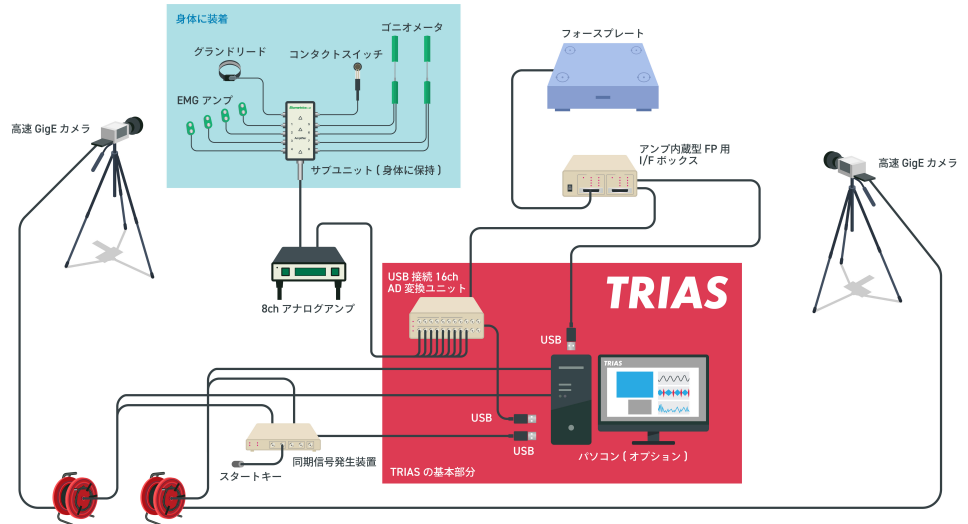 身体に装着
ゴニオメータ
グランドリード
コンタクトスイッチ
EMG アンプ
サブユニット ( 身体に保持 )
フォースプレート
高速 GigE カメラ
アンプ内蔵型 FP 用
I/F ボックス
高速 GigE カメラ
USB 接続 16ch
AD 変換ユニット
TRIAS
8ch アナログアンプ
USB
TRIAS
USB
USB
パソコン ( オプション )
同期信号発生装置
スタートキー
TRIAS の基本部分